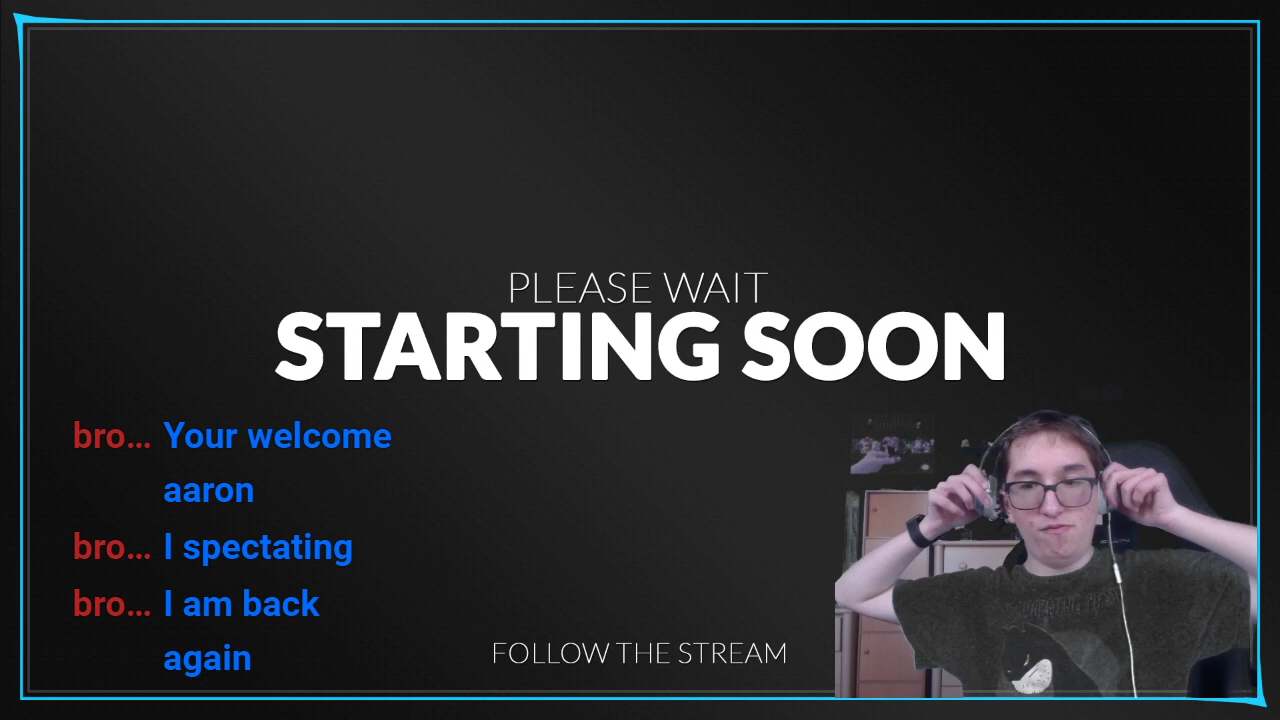 PLEASE WAIT
STARTING SOON
bro... Your welcome
aaron
bro... I spectating
bro... I am back
again
FOLLOW THE STREAM